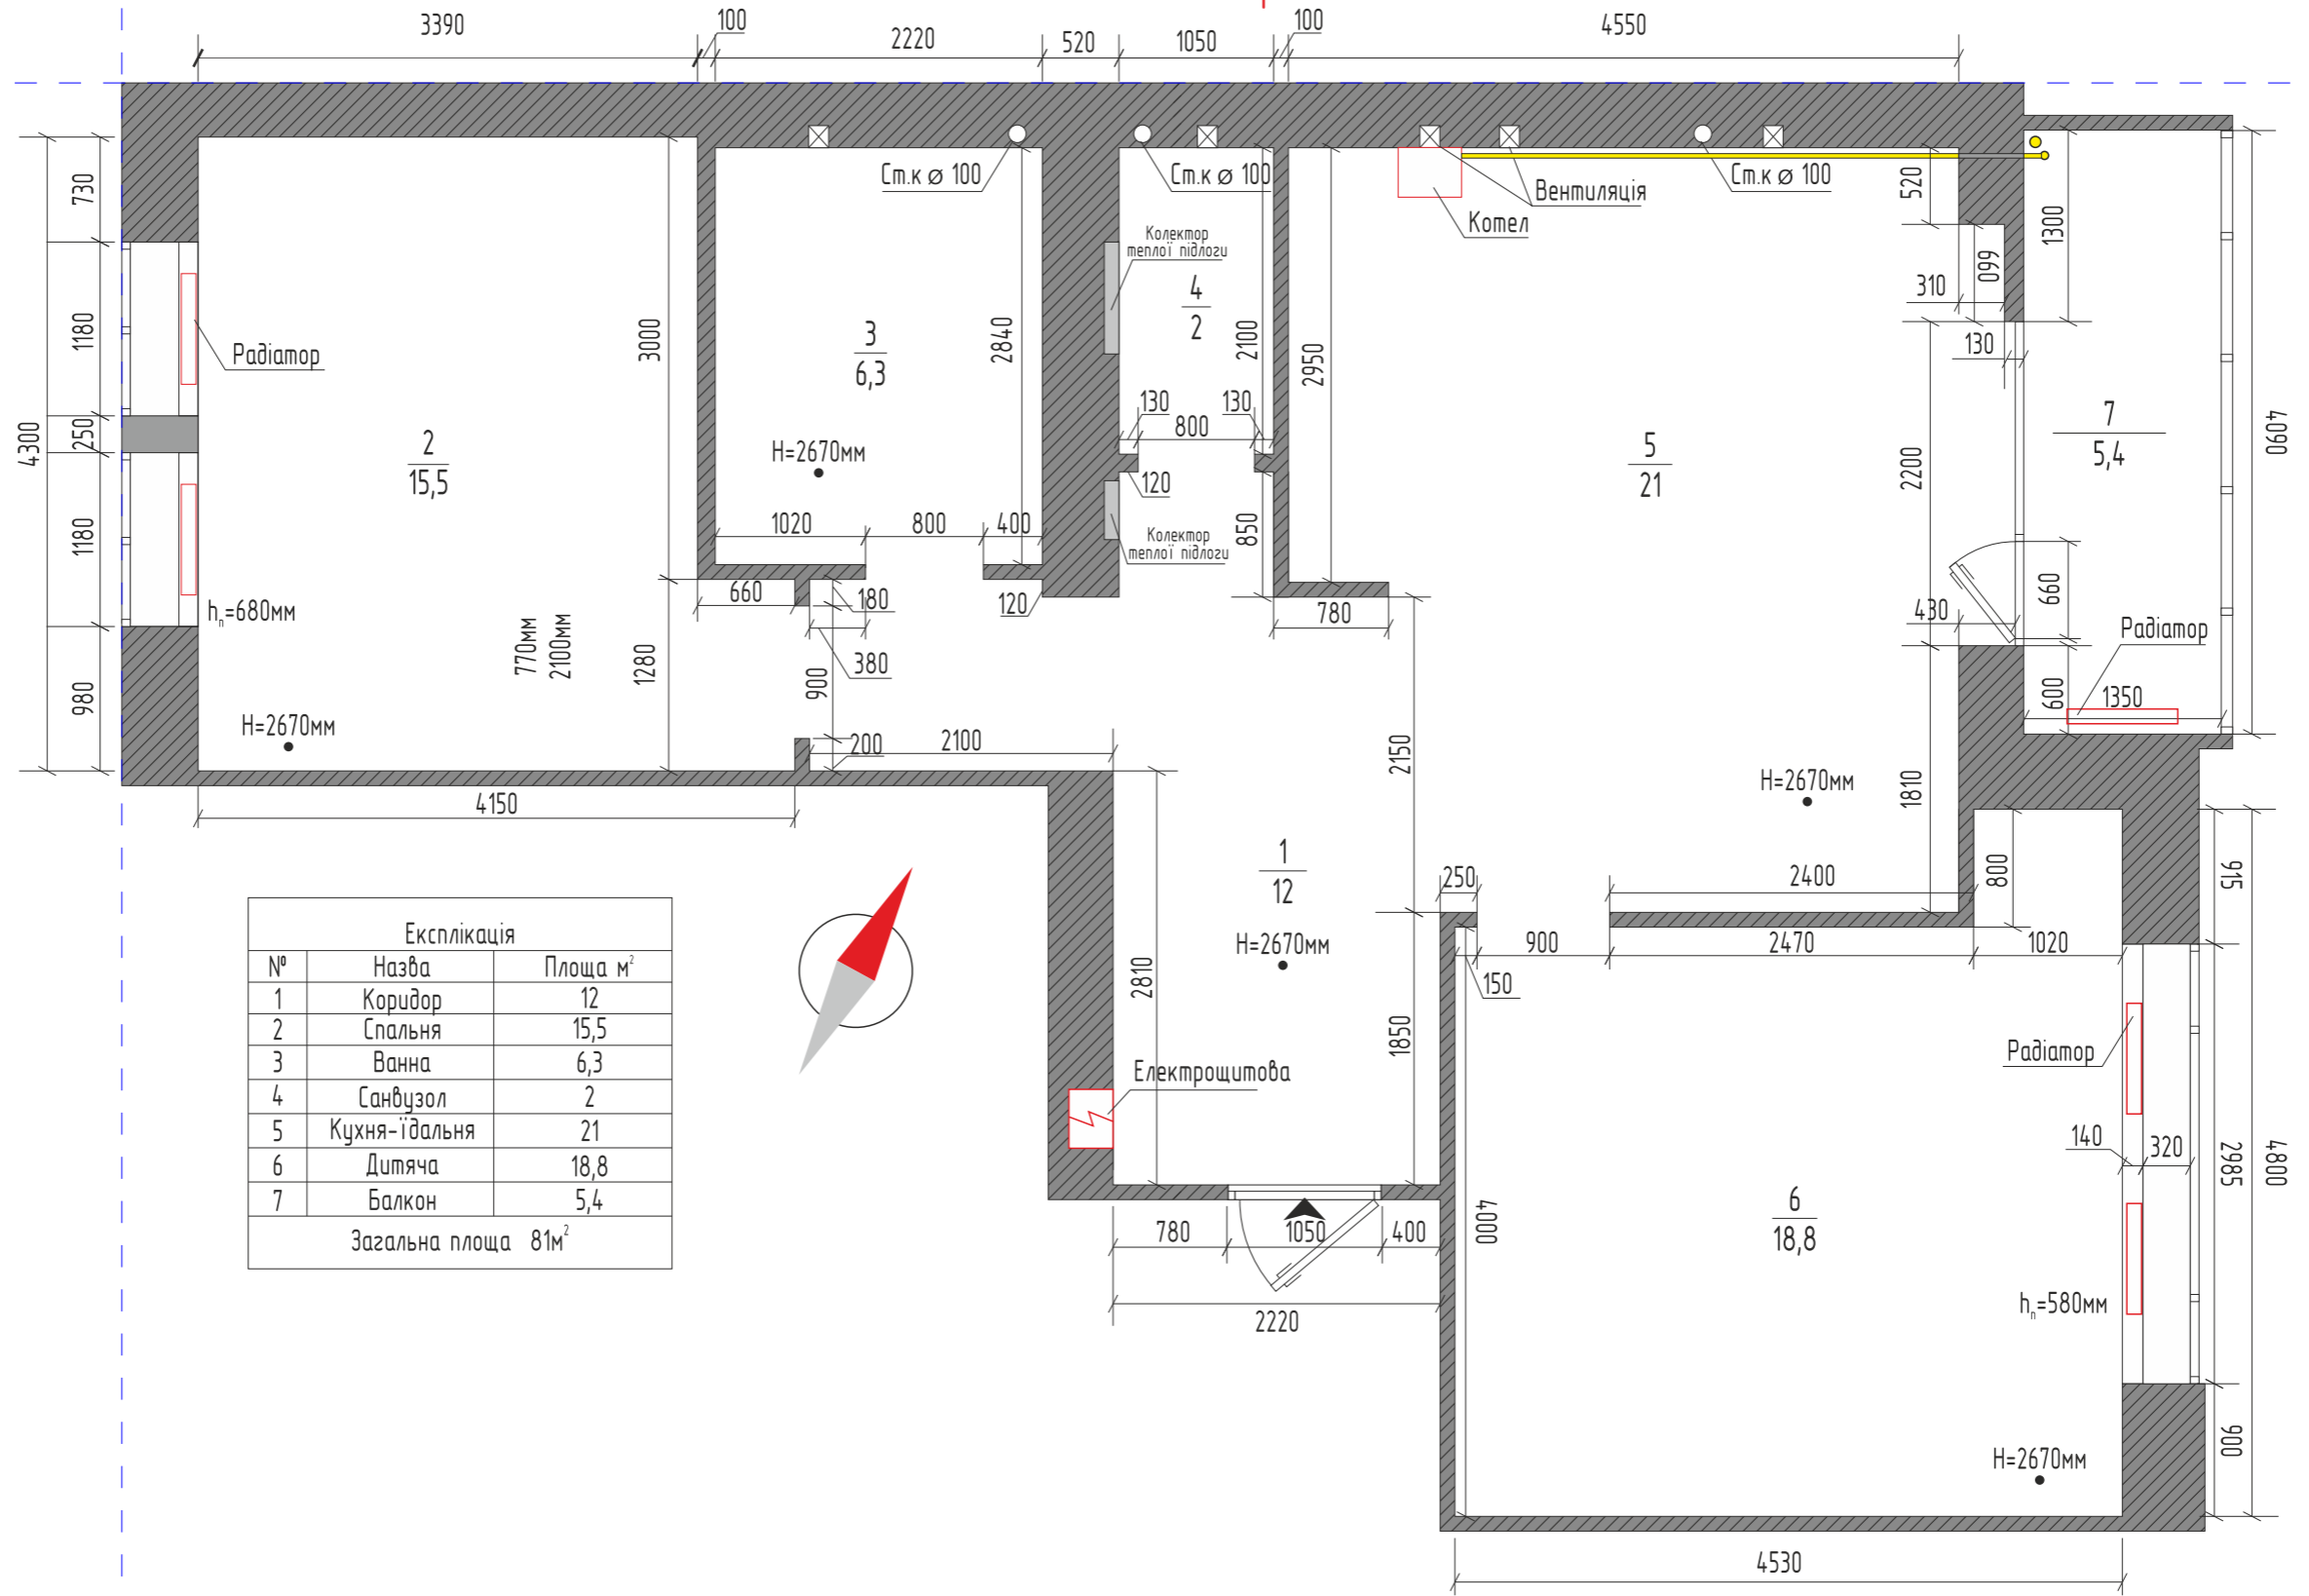 3390
100
2220
520
1050
100
4550
730
1180
250
1180
980
4300
Радіатор
2
15,5
hп=680мм
H=2670мм
770мм
2100мм
3000
1280
4150
Ст.к ⌀ 100
3
6,3
2840
H=2670мм
1020
800
400
660
180
380
120
900
200
2100
Ст.к ⌀ 100
Колектор
теплої підлоги
4
2
2100
130
800
130
120
850
Колектор
теплої підлоги
2950
780
Котел
Вентиляція
Ст.к ⌀ 100
520
660
310
130
1300
5
21
2200
7
5,4
4090
660
430
600
Радіатор
1350
H=2670мм
1810
2150
1
12
H=2670мм
2810
1850
250
2400
800
915
900
2470
1020
150
Електрощитова
780
1050
400
2220
4000
6
18,8
Радіатор
140
320
2985
4800
hп=580мм
H=2670мм
900
4530
Експлікація
№ Назва Площа м²
1 Коридор 12
2 Спальня 15,5
3 Ванна 6,3
4 Санвузол 2
5 Кухня-їдальня 21
6 Дитяча 18,8
7 Балкон 5,4
Загальна площа 81м²